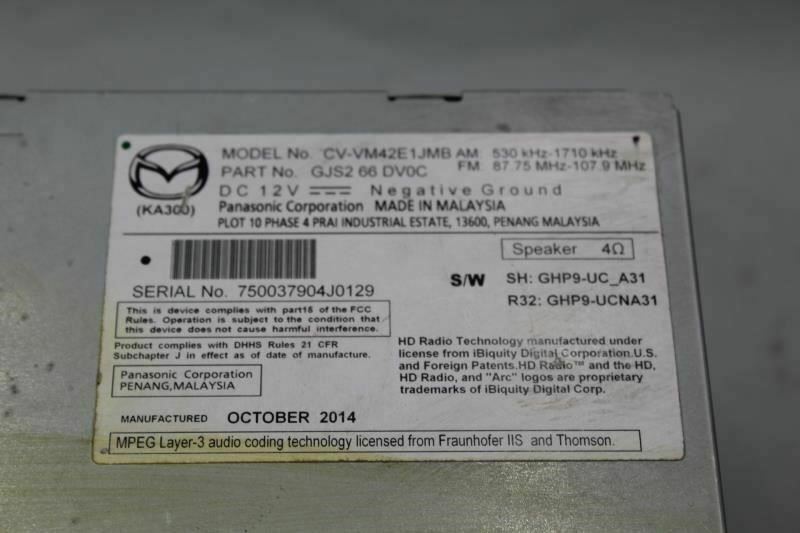 MODEL No. CV-VM42E1JMB AM: 530 kHz-1710 kHz
PART No. GJS2 66 DV0C FM: 87.75 MHz-107.9 MHz
DC 12V Negative Ground
(KA300)
Panasonic Corporation MADE IN MALAYSIA
PLOT 10 PHASE 4 PRAI INDUSTRIAL ESTATE, 13600, PENANG MALAYSIA
Speaker 4Ω
S/W SH: GHP9-UC_A31
R32: GHP9-UCNA31
SERIAL No. 750037904J0129
This is device complies with part15 of the FCC
Rules. Operation is subject to the condition that
this device does not cause harmful interference.
Product complies with DHHS Rules 21 CFR
Subchapter J in effect as of date of manufacture.
Panasonic Corporation
PENANG,MALAYSIA
HD Radio Technology manufactured under
license from iBiquity Digital Corporation.U.S.
and Foreign Patents.HD Radio™ and the HD,
HD Radio, and "Arc" logos are proprietary
trademarks of iBiquity Digital Corp.
MANUFACTURED OCTOBER 2014
MPEG Layer-3 audio coding technology licensed from Fraunhofer IIS and Thomson.